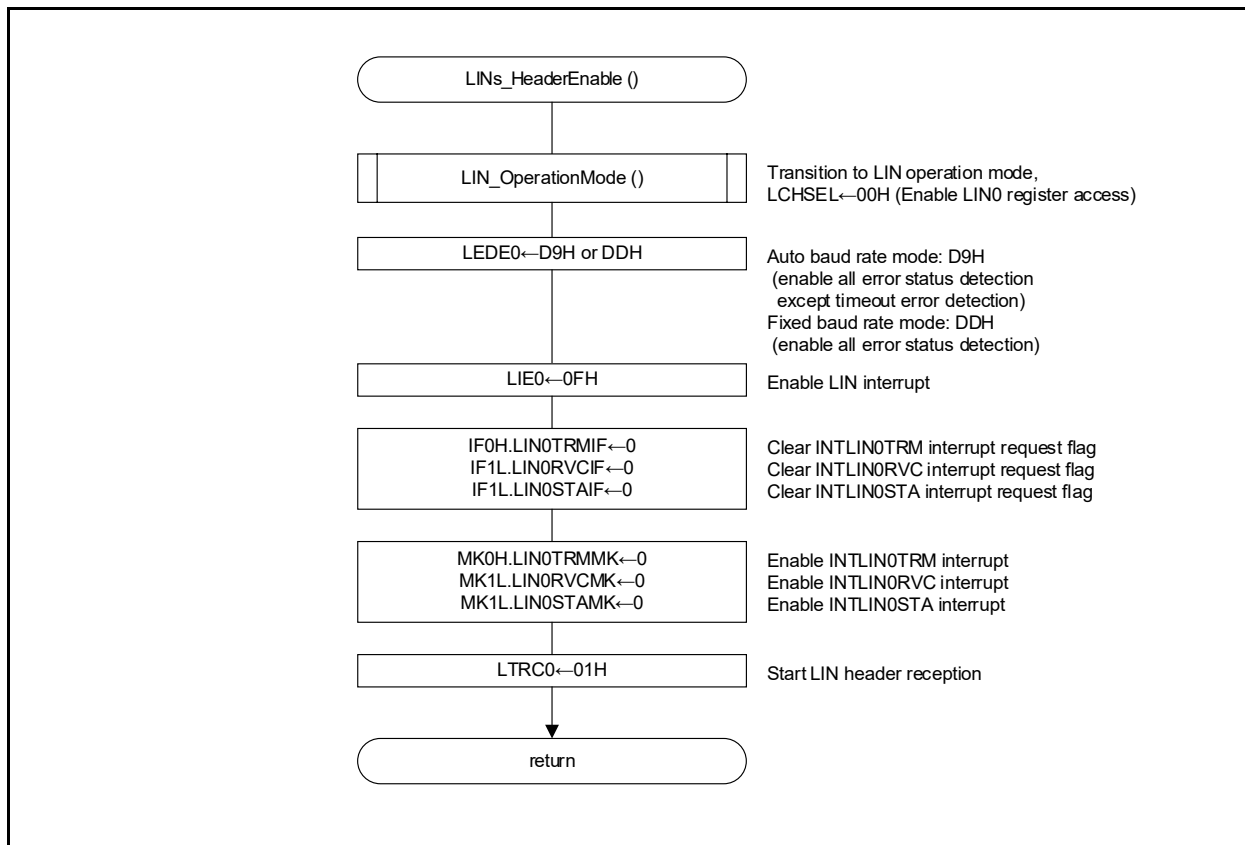 LINs_HeaderEnable ()
LIN_OperationMode ()
Transition to LIN operation mode,
LCHSEL←00H (Enable LIN0 register access)
LEDE0←D9H or DDH
Auto baud rate mode: D9H
(enable all error status detection
except timeout error detection)
Fixed baud rate mode: DDH
(enable all error status detection)
LIE0←0FH
Enable LIN interrupt
IF0H.LIN0TRMIF←0
IF1L.LIN0RVCIF←0
IF1L.LIN0STAIF←0
Clear INTLIN0TRM interrupt request flag
Clear INTLIN0RVC interrupt request flag
Clear INTLIN0STA interrupt request flag
MK0H.LIN0TRMMK←0
MK1L.LIN0RVCMK←0
MK1L.LIN0STAMK←0
Enable INTLIN0TRM interrupt
Enable INTLIN0RVC interrupt
Enable INTLIN0STA interrupt
LTRC0←01H
Start LIN header reception
return